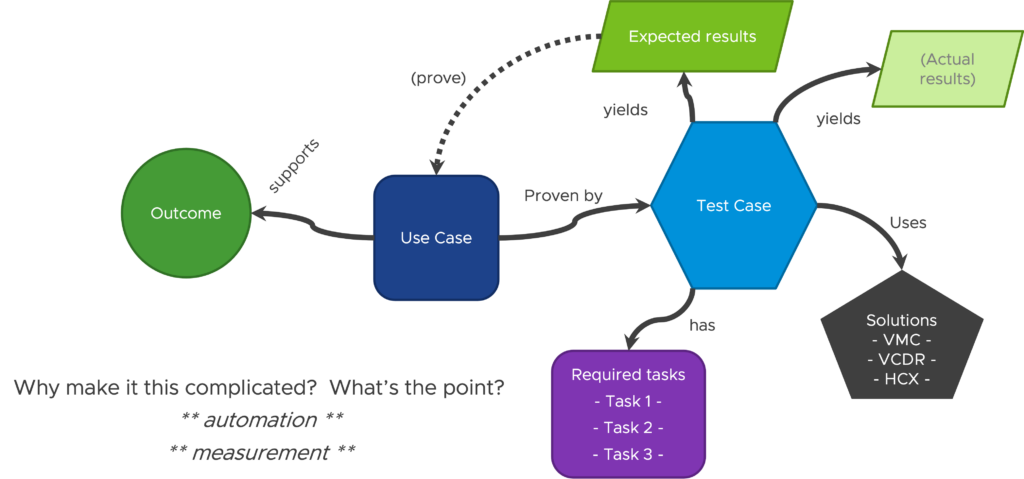 Expected results
(Actual
results)
(prove)
yields
yields
supports
Outcome
Use Case
Proven by
Test Case
Uses
has
Solutions
- VMC -
- VCDR -
- HCX -
Required tasks
- Task 1 -
- Task 2 -
- Task 3 -
Why make it this complicated?  What’s the point?
** automation **
** measurement **